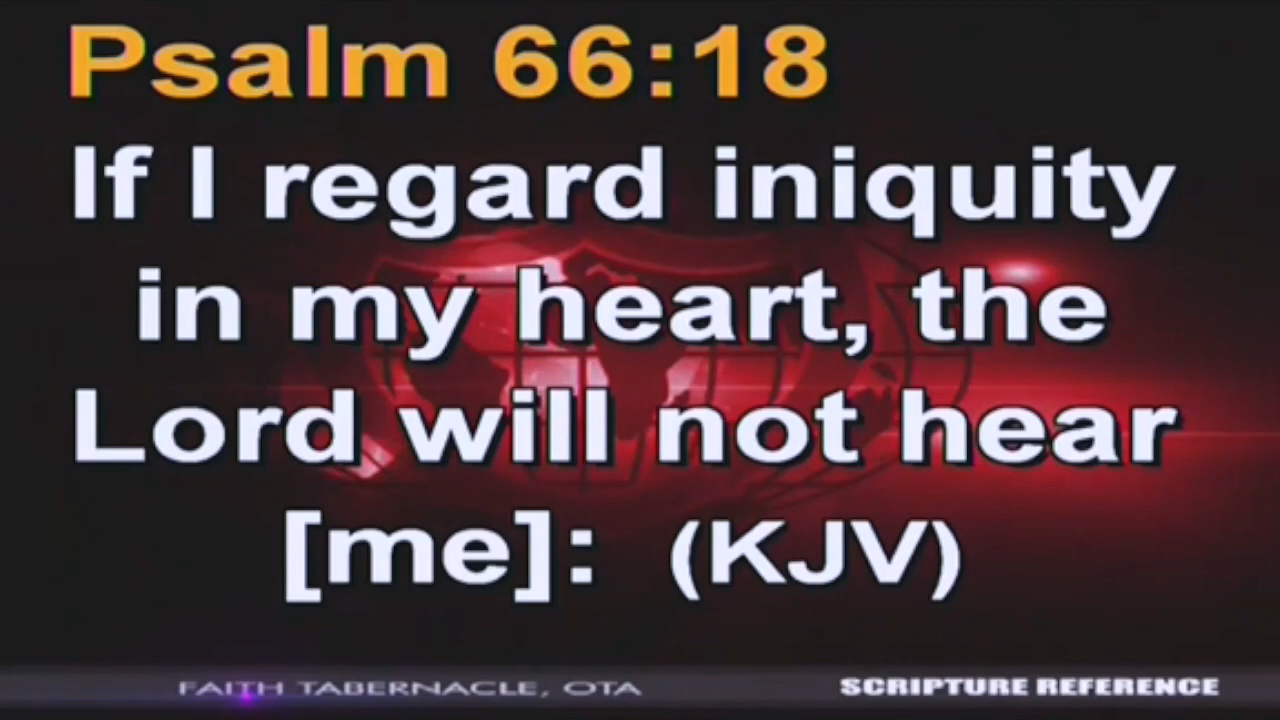 Psalm 66:18
If I regard iniquity
in my heart, the
Lord will not hear
[me]: (KJV)
FAITH TABERNACLE, OTA
SCRIPTURE REFERENCE